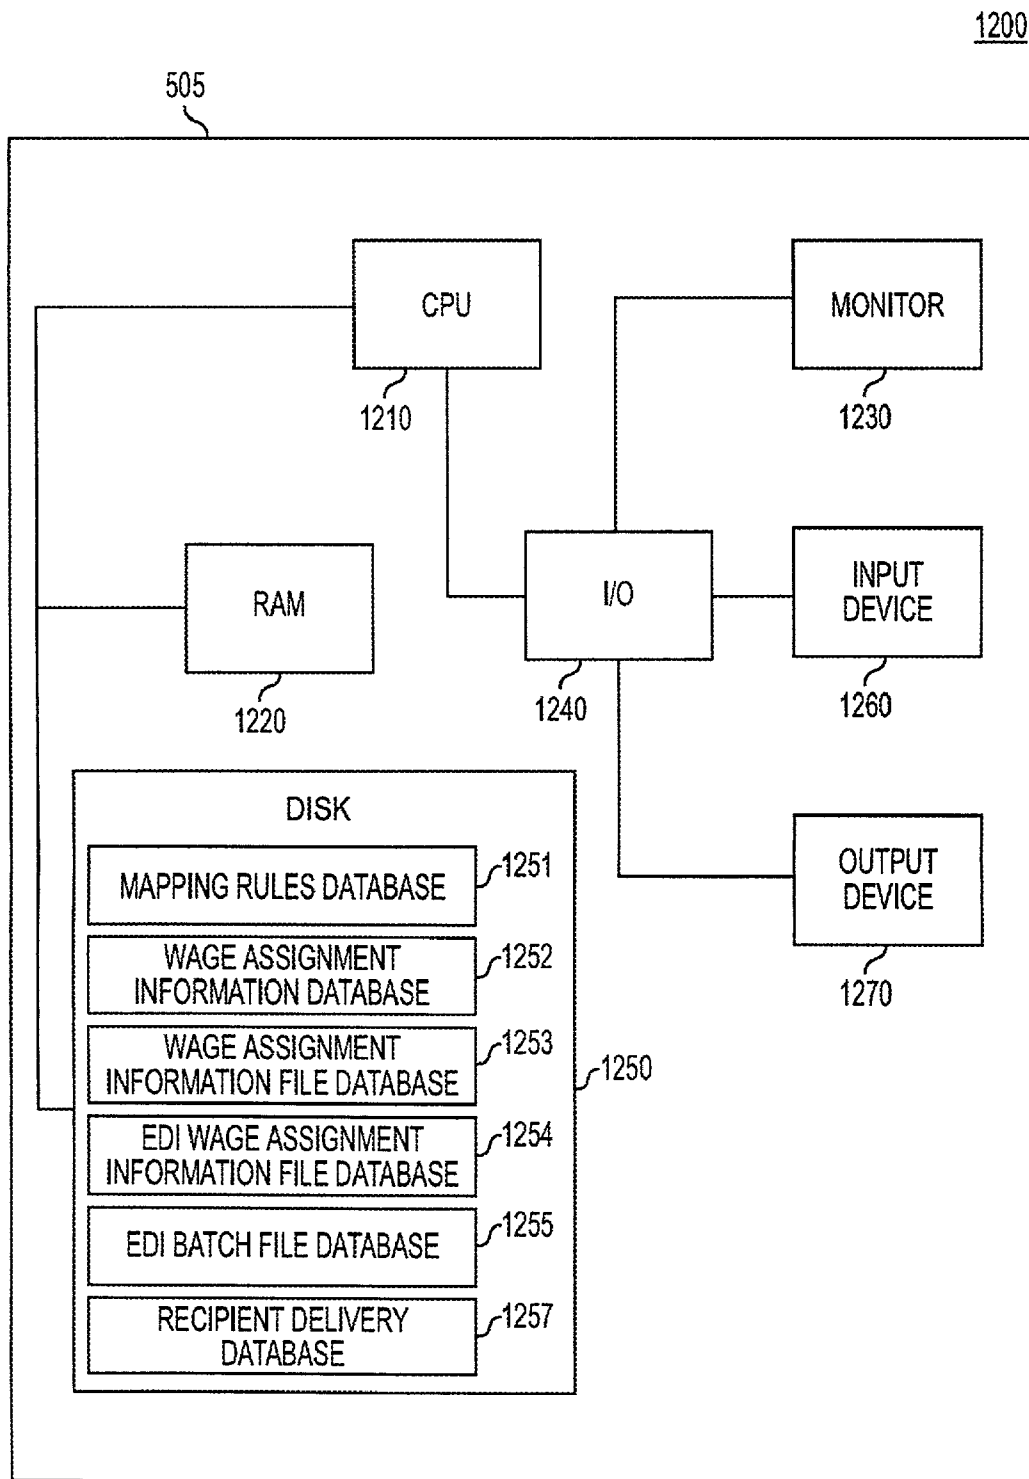 1200
505
CPU
1210
MONITOR
1230
RAM
1220
I/O
1240
INPUT
DEVICE
1260
OUTPUT
DEVICE
1270
DISK
MAPPING RULES DATABASE
1251
WAGE ASSIGNMENT
INFORMATION DATABASE
1252
WAGE ASSIGNMENT
INFORMATION FILE DATABASE
1253
1250
EDI WAGE ASSIGNMENT
INFORMATION FILE DATABASE
1254
EDI BATCH FILE DATABASE
1255
RECIPIENT DELIVERY
DATABASE
1257